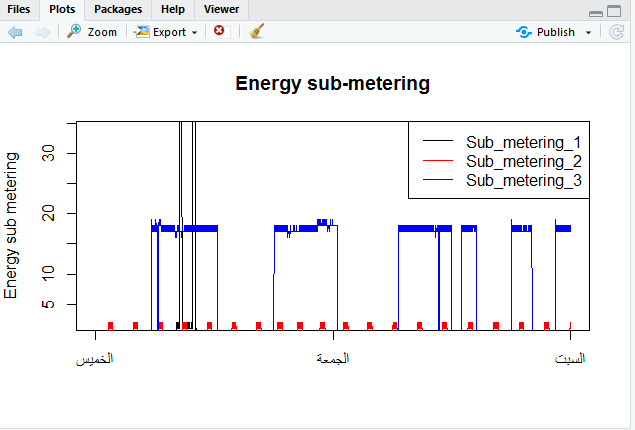 Files Plots Packages Help Viewer
Zoom Export Publish
Energy sub-metering
Energy sub metering
30
20
10
5
Sub_metering_1
Sub_metering_2
Sub_metering_3
الخميس
الجمعة
السبت